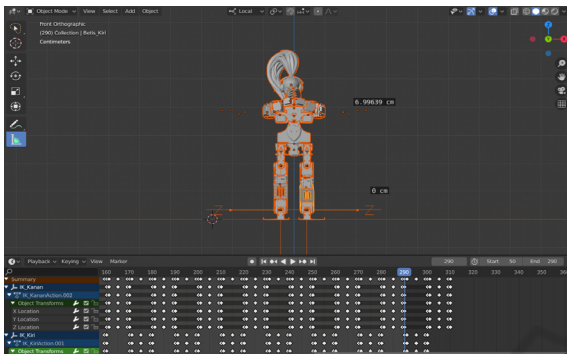 Object Mode View Select Add Object Local
Front Orthographic
(290) Collection | Betis_Kiri
Centimeters
6.99639 cm
0 cm
Playback Keying View Marker 290 Start 50 End 290
160 170 180 190 200 210 220 230 240 250 260 270 280 290 300 310 320 330 340 350
Summary
IK_Kanan
IK_KananAction.002
Object Transforms
X Location
Y Location
Z Location
IK_Kiri
IK_KiriAction.001
Object Transforms